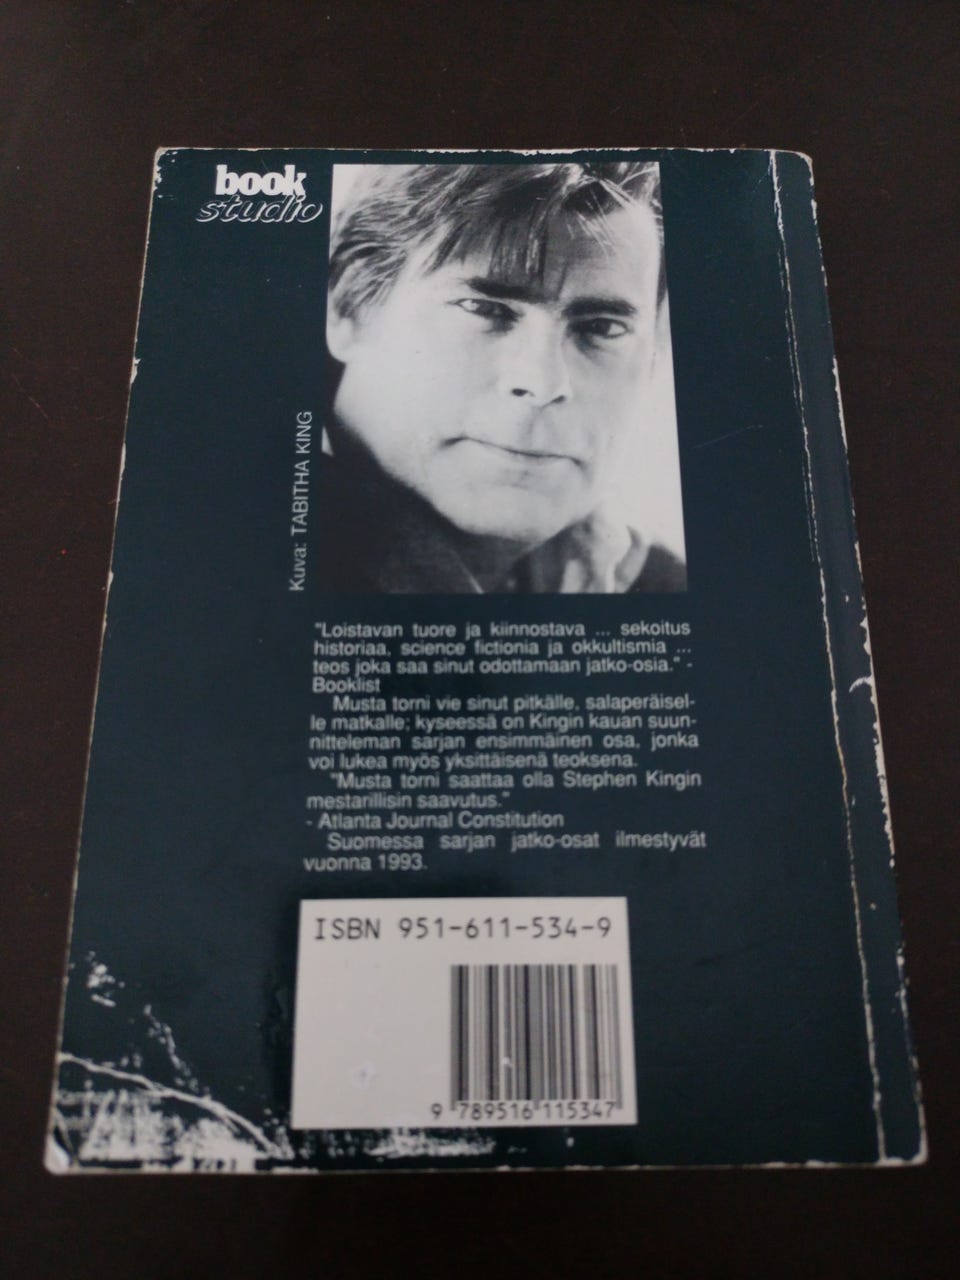 book
studio
Kuva: TABITHA KING
"Loistavan tuore ja kiinnostava ... sekoitus
historiaa, science fictionia ja okkultismia ...
teos joka saa sinut odottamaan jatko-osia." -
Booklist
Musta torni vie sinut pitkälle, salaperäisel-
le matkalle; kyseessä on Kingin kauan suun-
nitteleman sarjan ensimmäinen osa, jonka
voi lukea myös yksittäisenä teoksena.
"Musta torni saattaa olla Stephen Kingin
mestarillisin saavutus."
- Atlanta Journal Constitution
Suomessa sarjan jatko-osat ilmestyvät
vuonna 1993.
ISBN 951-611-534-9
9 789516 115347